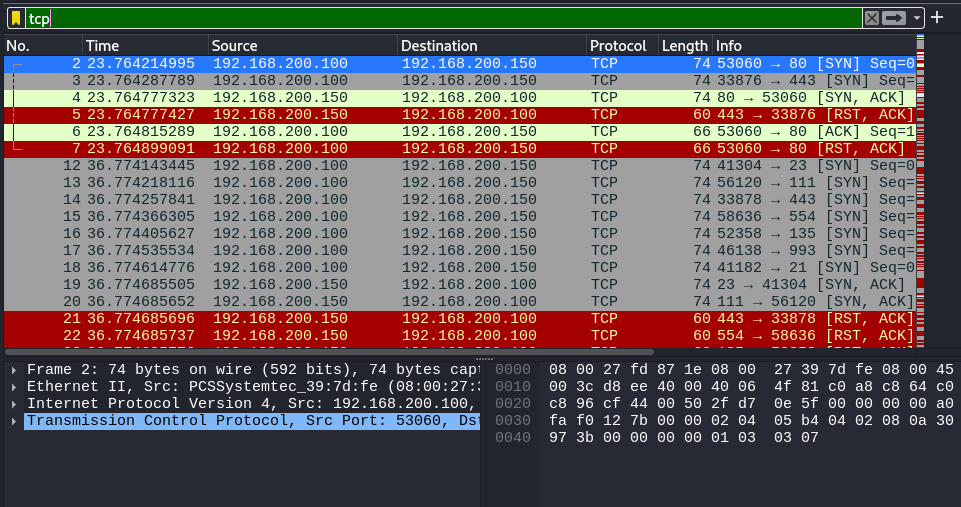 tcp
No. Time Source Destination Protocol Length Info
2 23.764214995 192.168.200.100 192.168.200.150 TCP 74 53060 → 80 [SYN] Seq=0
3 23.764287789 192.168.200.100 192.168.200.150 TCP 74 33876 → 443 [SYN] Seq=
4 23.764777323 192.168.200.150 192.168.200.100 TCP 74 80 → 53060 [SYN, ACK]
5 23.764777427 192.168.200.150 192.168.200.100 TCP 60 443 → 33876 [RST, ACK]
6 23.764815289 192.168.200.100 192.168.200.150 TCP 66 53060 → 80 [ACK] Seq=1
7 23.764899091 192.168.200.100 192.168.200.150 TCP 66 53060 → 80 [RST, ACK]
12 36.774143445 192.168.200.100 192.168.200.150 TCP 74 41304 → 23 [SYN] Seq=0
13 36.774218116 192.168.200.100 192.168.200.150 TCP 74 56120 → 111 [SYN] Seq=
14 36.774257841 192.168.200.100 192.168.200.150 TCP 74 33878 → 443 [SYN] Seq=
15 36.774366305 192.168.200.100 192.168.200.150 TCP 74 58636 → 554 [SYN] Seq=
16 36.774405627 192.168.200.100 192.168.200.150 TCP 74 52358 → 135 [SYN] Seq=
17 36.774535534 192.168.200.100 192.168.200.150 TCP 74 46138 → 993 [SYN] Seq=
18 36.774614776 192.168.200.100 192.168.200.150 TCP 74 41182 → 21 [SYN] Seq=0
19 36.774685505 192.168.200.150 192.168.200.100 TCP 74 23 → 41304 [SYN, ACK]
20 36.774685652 192.168.200.150 192.168.200.100 TCP 74 111 → 56120 [SYN, ACK]
21 36.774685696 192.168.200.150 192.168.200.100 TCP 60 443 → 33878 [RST, ACK]
22 36.774685737 192.168.200.150 192.168.200.100 TCP 60 554 → 58636 [RST, ACK]
Frame 2: 74 bytes on wire (592 bits), 74 bytes capt
Ethernet II, Src: PCSSystemtec_39:7d:fe (08:00:27:3
Internet Protocol Version 4, Src: 192.168.200.100,
Transmission Control Protocol, Src Port: 53060, Dst
0000 08 00 27 fd 87 1e 08 00 27 39 7d fe 08 00 45
0010 00 3c d8 ee 40 00 40 06 4f 81 c0 a8 c8 64 c0
0020 c8 96 cf 44 00 50 2f d7 0e 5f 00 00 00 00 a0
0030 fa f0 12 7b 00 00 02 04 05 b4 04 02 08 0a 30
0040 97 3b 00 00 00 00 01 03 03 07